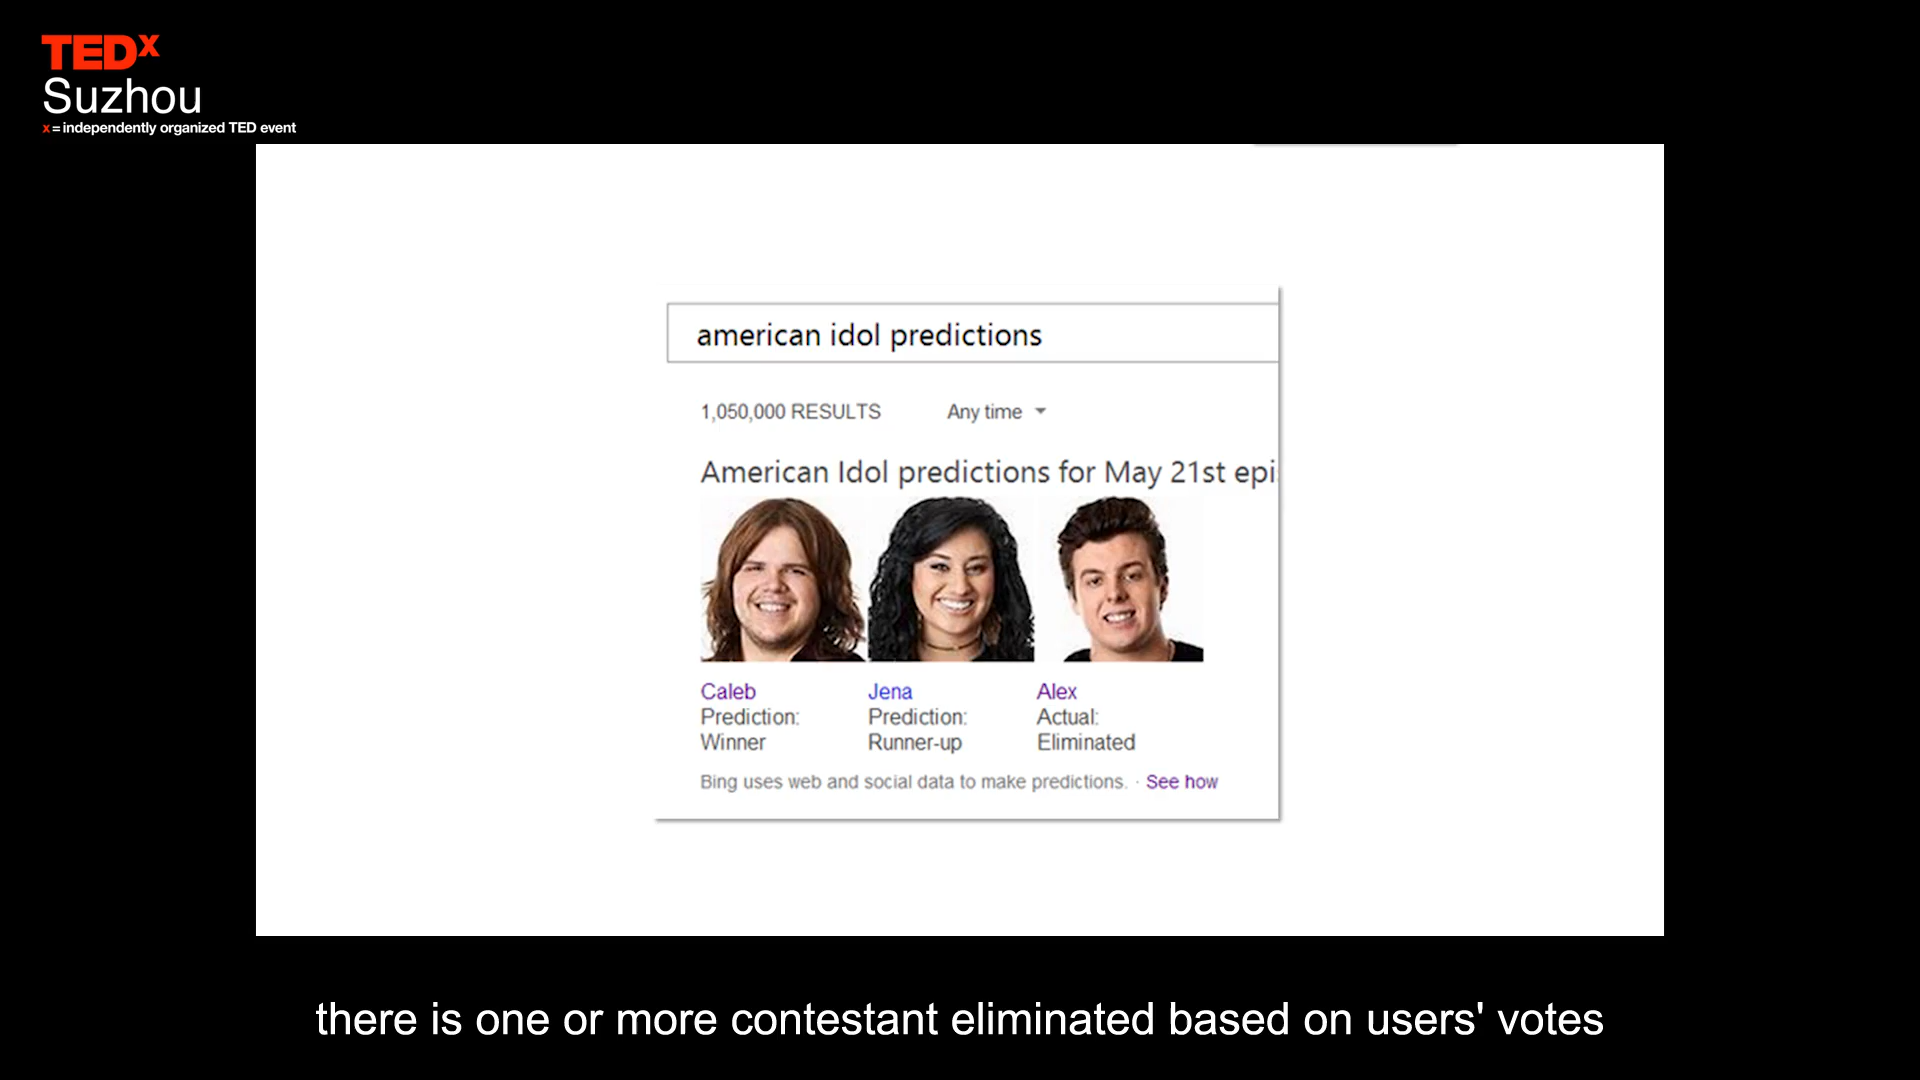 TEDx
Suzhou
x = independently organized TED event
american idol predictions
1,050,000 RESULTS Any time
American Idol predictions for May 21st epi
Caleb Jena Alex
Prediction: Prediction: Actual:
Winner Runner-up Eliminated
Bing uses web and social data to make predictions. · See how
there is one or more contestant eliminated based on users' votes